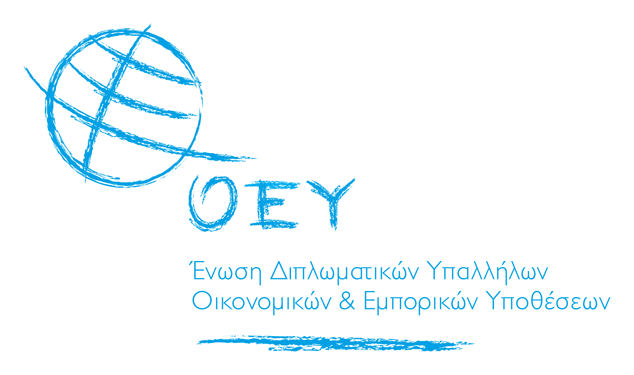 ΟΕΥ
Ένωση Διπλωματικών Υπαλλήλων
Οικονομικών & Εμπορικών Υποθέσεων